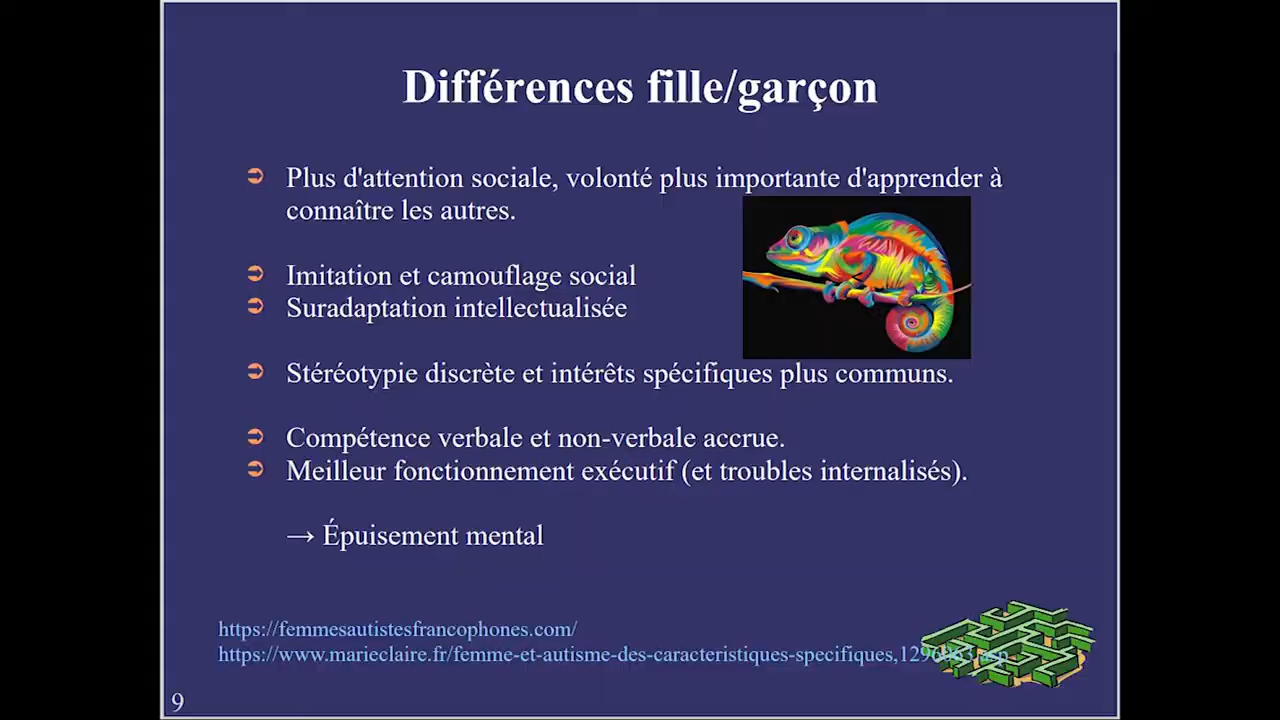 Différences fille/garçon
Plus d'attention sociale, volonté plus importante d'apprender à
connaître les autres.
Imitation et camouflage social
Suradaptation intellectualisée
Stéréotypie discrète et intérêts spécifiques plus communs.
Compétence verbale et non-verbale accrue.
Meilleur fonctionnement exécutif (et troubles internalisés).
→ Épuisement mental
https://femmesautistesfrancophones.com/
https://www.marieclaire.fr/femme-et-autisme-des-caracteristiques-specifiques,
9